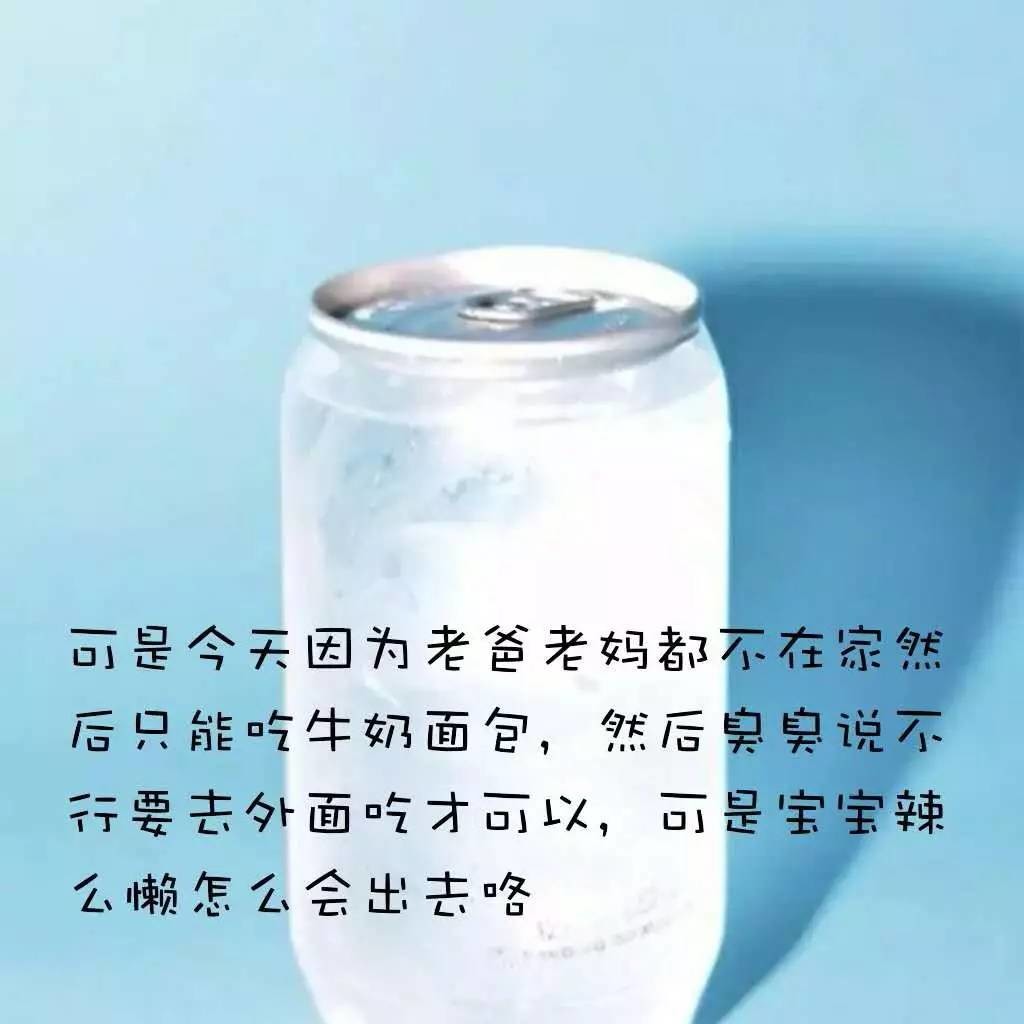 可是今天因为老爸老妈都不在家然
后只能吃牛奶面包，然后臭臭说不
行要去外面吃才可以，可是宝宝辣
么懒怎么会出去咯